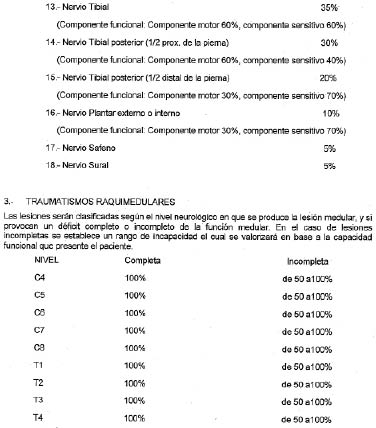 13.- Nervio Tibial 35%
(Componente funcional: Componente motor 60%, componente sensitivo 60%)
14.- Nervio Tibial posterior (1/2 prox. de la pierna) 30%
(Componente funcional: Componente motor 60%, componente sensitivo 40%)
15.- Nervio Tibial posterior (1/2 distal de la pierna) 20%
(Componente funcional: Componente motor 30%, componente sensitivo 70%)
16.- Nervio Plantar externo o interno 10%
(Componente funcional: Componente motor 30%, componente sensitivo 70%)
17.- Nervio Safeno 5%
18.- Nervio Sural 5%
3.- TRAUMATISMOS RAQUIMEDULARES
Las lesiones serán clasificadas según el nivel neurológico en que se produce la lesión medular, y si
provocan un déficit completo o incompleto de la función medular. En el caso de lesiones
incompletas se establece un rango de incapacidad el cual se valorizará en base a la capacidad
funcional que presente el paciente.
NIVEL Completa Incompleta
C4 100% de 50 a100%
C5 100% de 50 a100%
C6 100% de 50 a100%
C7 100% de 50 a100%
C8 100% de 50 a100%
T1 100% de 50 a100%
T2 100% de 50 a100%
T3 100% de 50 a100%
T4 100% de 50 a100%